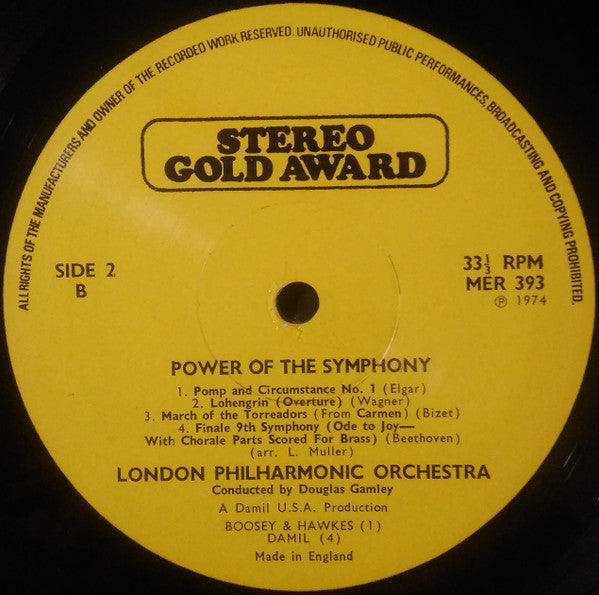 ALL RIGHTS OF THE MANUFACTURERS AND OWNER OF THE RECORDED WORK RESERVED. UNAUTHORISED PUBLIC PERFORMANCES, BROADCASTING AND COPYING PROHIBITED.
STEREO
GOLD AWARD
SIDE 2
B
33⅓ RPM
MER 393
℗ 1974
POWER OF THE SYMPHONY
1. Pomp and Circumstance No. 1 (Elgar)
2. Lohengrin (Overture) (Wagner)
3. March of the Torreadors (From Carmen) (Bizet)
4. Finale 9th Symphony (Ode to Joy—
With Chorale Parts Scored For Brass) (Beethoven)
(arr. L. Muller)
LONDON PHILHARMONIC ORCHESTRA
Conducted by Douglas Gamley
A Damil U.S.A. Production
BOOSEY & HAWKES (1)
DAMIL (4)
Made in England